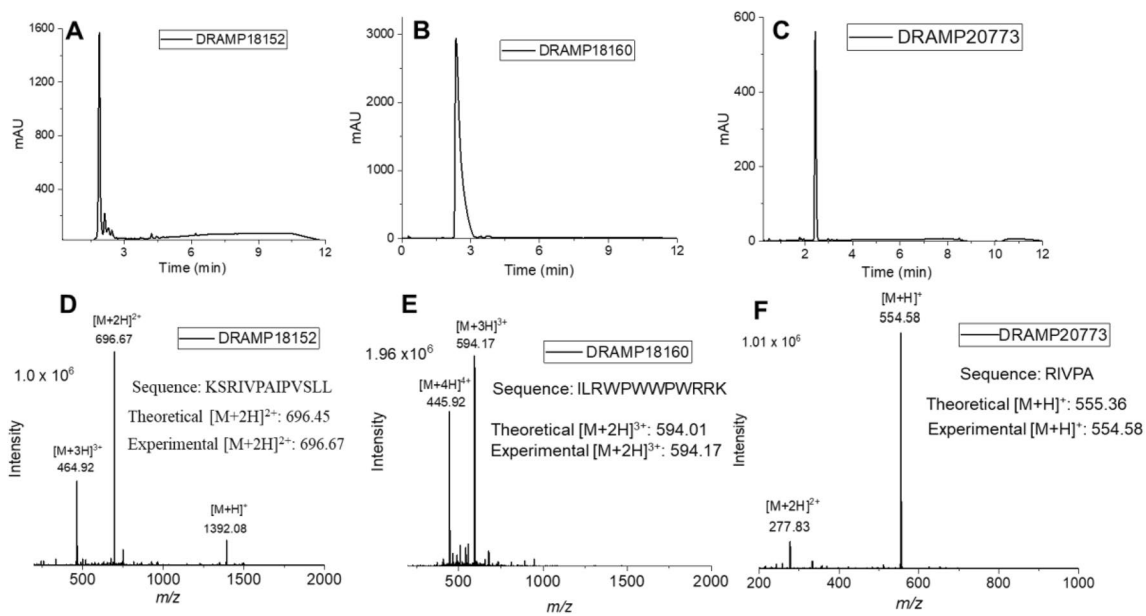 A
DRAMP18152
1600
1200
800
400
mAU
3
6
9
12
Time (min)
B
DRAMP18160
3000
2000
1000
0
mAU
0
3
6
9
12
Time (min)
C
DRAMP20773
600
400
200
0
mAU
2
4
6
8
10
12
Time (min)
D
[M+2H]2+
696.67
DRAMP18152
1.0 x 106
Sequence: KSRIVPAIPVSLL
Theoretical [M+2H]2+: 696.45
Experimental [M+2H]2+: 696.67
[M+3H]3+
464.92
[M+H]+
1392.08
Intensity
500
1000
1500
2000
m/z
E
[M+3H]3+
594.17
DRAMP18160
1.96 x 106
[M+4H]4+
445.92
Sequence: ILRWPWWPWRRK
Theoretical [M+2H]3+: 594.01
Experimental [M+2H]3+: 594.17
Intensity
500
1000
1500
2000
m/z
F
[M+H]+
554.58
DRAMP20773
1.01 x 106
Sequence: RIVPA
Theoretical [M+H]+: 555.36
Experimental [M+H]+: 554.58
[M+2H]2+
277.83
Intensity
200
400
600
800
1000
m/z